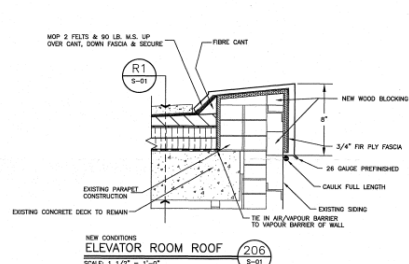 MOP 2 FELTS & 90 LB. M.S. UP
OVER CANT, DOWN FASCIA & SECURE
FIBRE CANT
R1
S-01
NEW WOOD BLOCKING
8"
3/4" FIR PLY FASCIA
26 GAUGE PREFINISHED
CAULK FULL LENGTH
EXISTING PARAPET
CONSTRUCTION
EXISTING CONCRETE DECK TO REMAIN
EXISTING SIDING
TIE IN AIR/VAPOUR BARRIER
TO VAPOUR BARRIER OF WALL
NEW CONDITIONS
ELEVATOR ROOM ROOF
206
S-01
SCALE: 1 1/2" = 1'-0"